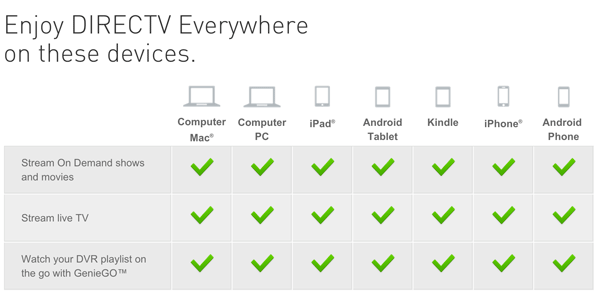 Enjoy DIRECTV Everywhere
on these devices.
Computer Mac®
Computer PC
iPad®
Android Tablet
Kindle
iPhone®
Android Phone
Stream On Demand shows
and movies
Stream live TV
Watch your DVR playlist on
the go with GenieGO™